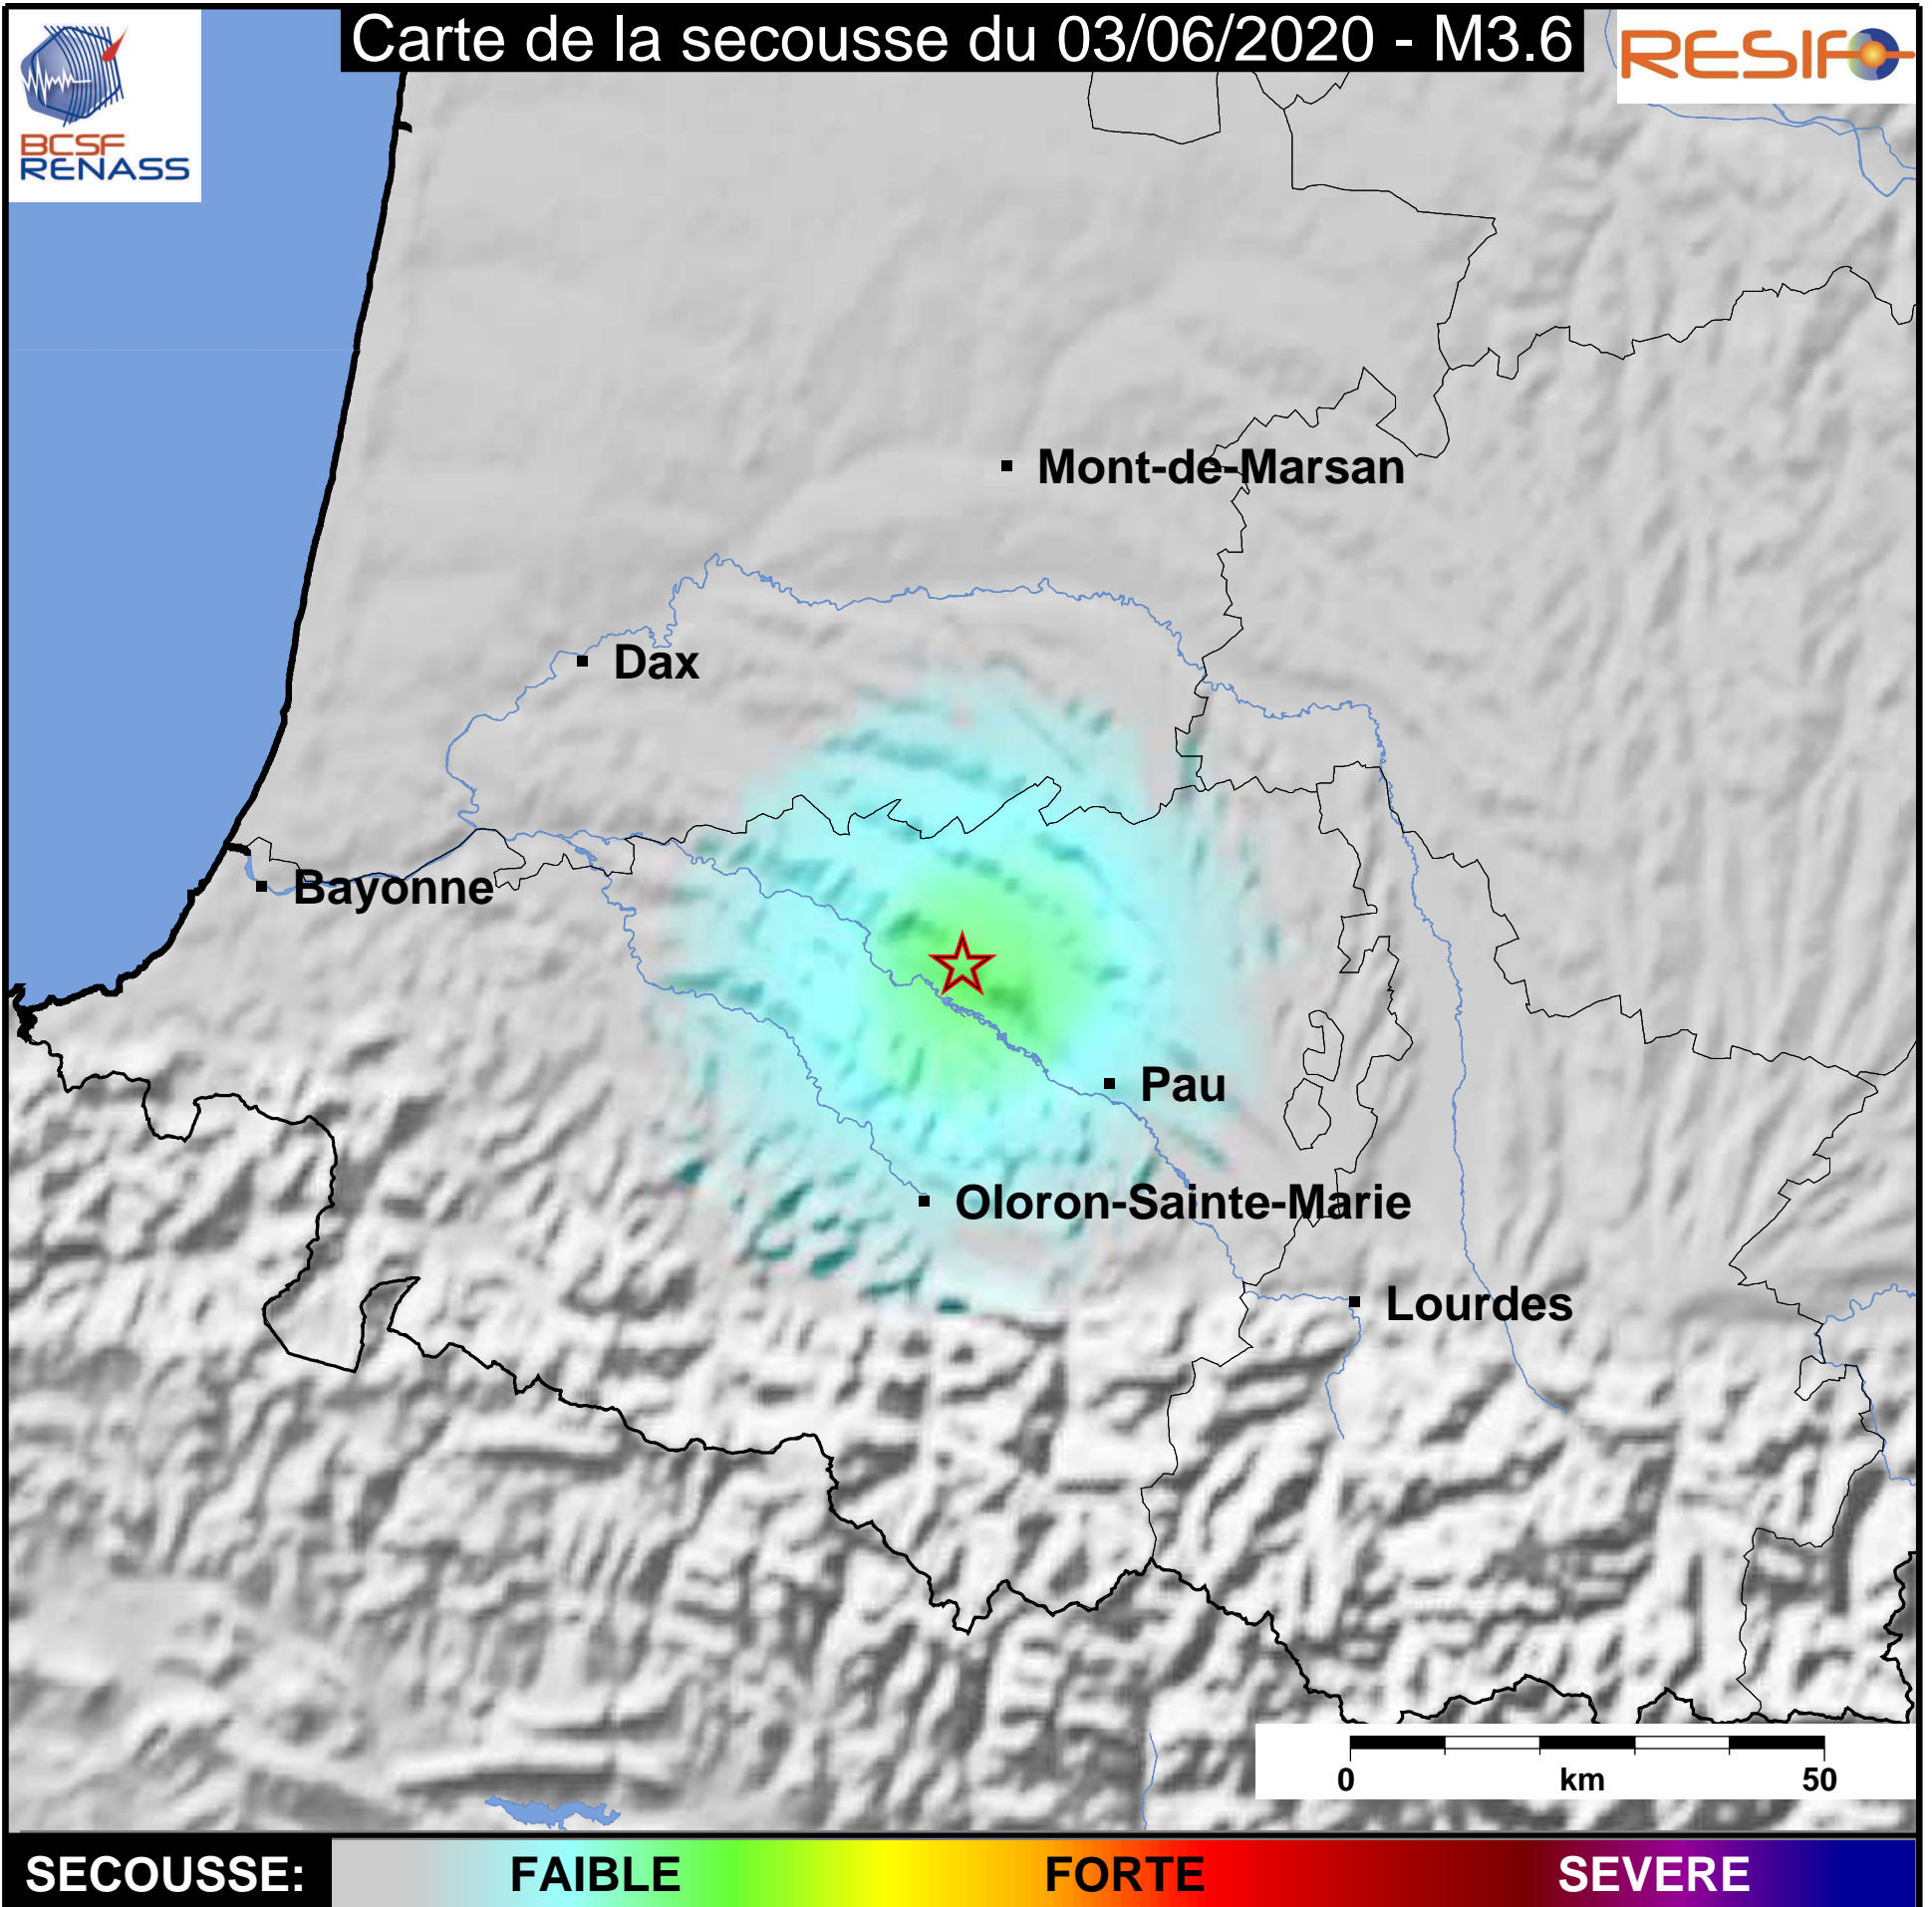 Carte de la secousse du 03/06/2020 - M3.6
BCSF
RENASS
RESIF
Mont-de-Marsan
Dax
Bayonne
Pau
Oloron-Sainte-Marie
Lourdes
0 km 50
SECOUSSE: FAIBLE FORTE SEVERE